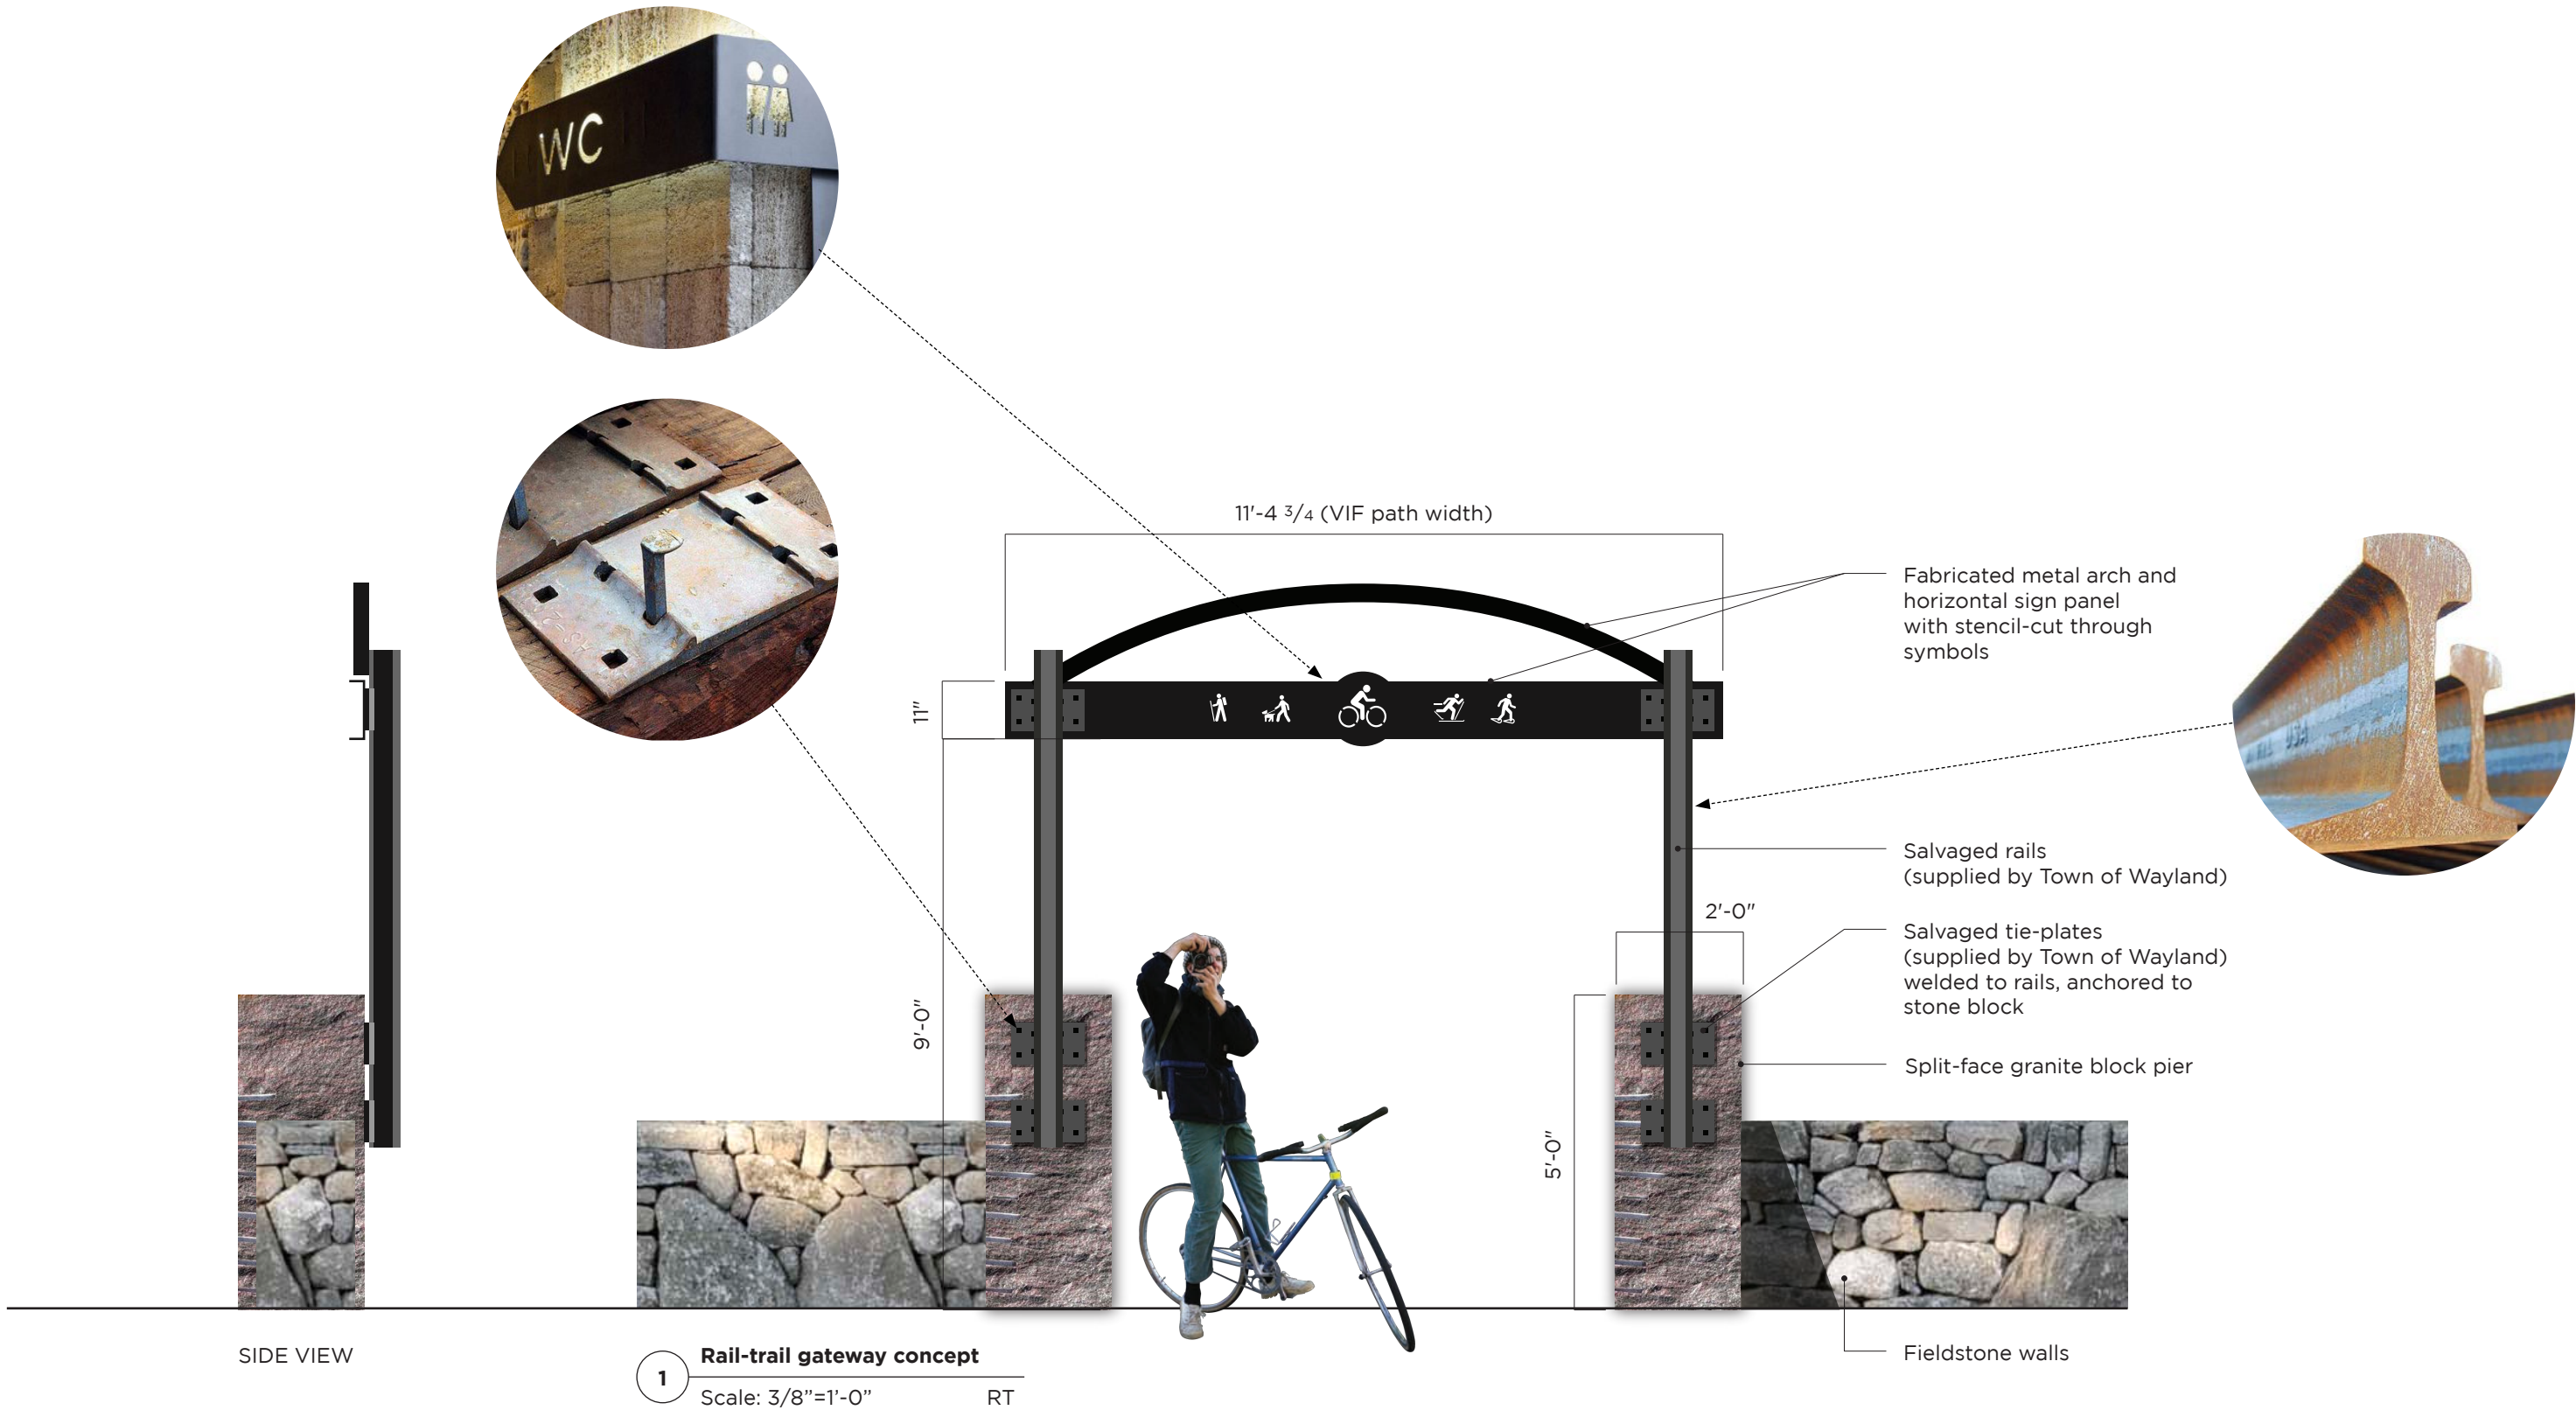 WC
11'-4 3/4 (VIF path width)
Fabricated metal arch and
horizontal sign panel
with stencil-cut through
symbols
11"
Salvaged rails
(supplied by Town of Wayland)
2'-0"
Salvaged tie-plates
(supplied by Town of Wayland)
welded to rails, anchored to
stone block
9'-0"
Split-face granite block pier
5'-0"
Fieldstone walls
SIDE VIEW
1
Rail-trail gateway concept
Scale: 3/8”=1’-0”
RT